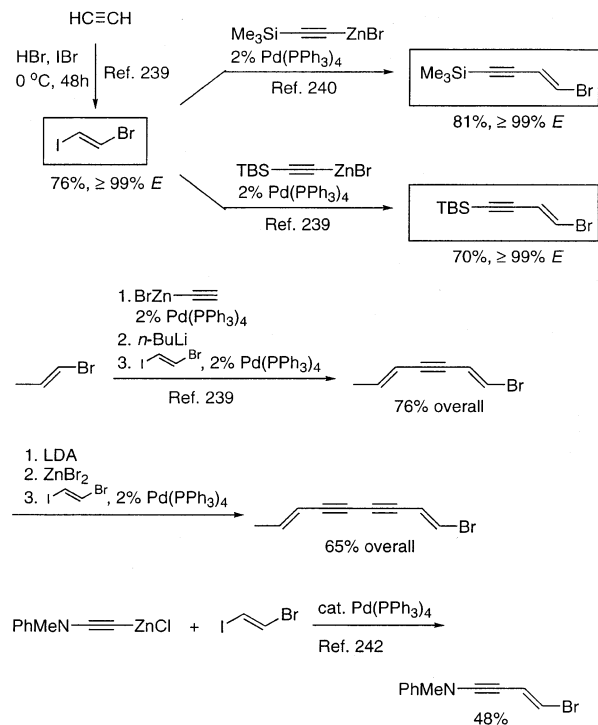 HC≡CH
HBr, IBr
0 °C, 48h
Ref. 239
I Br
76%, ≥ 99% E
Me3Si ZnBr
2% Pd(PPh3)4
Ref. 240
Me3Si Br
81%, ≥ 99% E
TBS ZnBr
2% Pd(PPh3)4
Ref. 239
TBS Br
70%, ≥ 99% E
1. BrZn
2% Pd(PPh3)4
2. n-BuLi
3. I Br, 2% Pd(PPh3)4
Br
Ref. 239
Br
76% overall
1. LDA
2. ZnBr2
3. I Br, 2% Pd(PPh3)4
Br
65% overall
PhMeN ZnCl + I Br
cat. Pd(PPh3)4
Ref. 242
PhMeN Br
48%